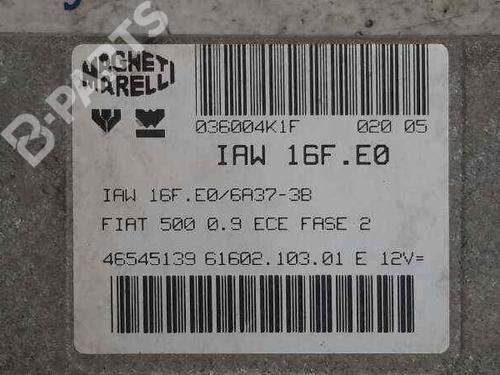 MAGNETI
MARELLI
036004K1F 020 05
IAW 16F.E0
IAW 16F.E0/6A37-3B
FIAT 500 0.9 ECE FASE 2
46545139 61602.103.01 E 12V=
B-PARTS